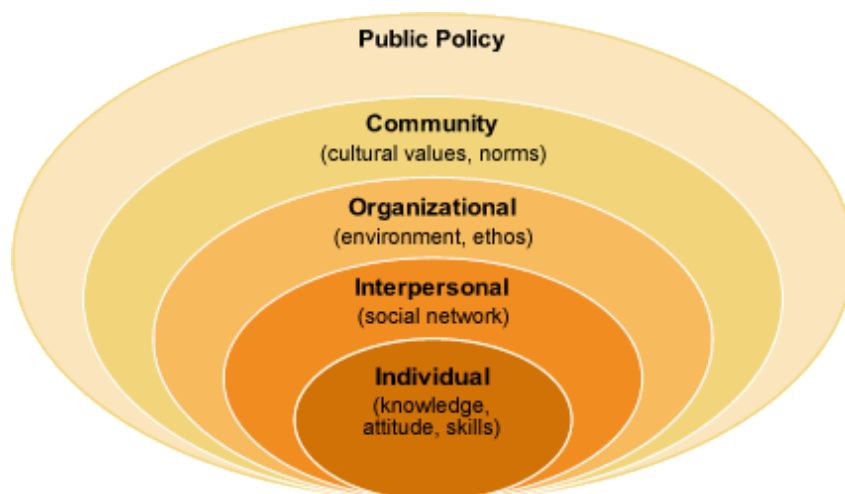 Public Policy
Community
(cultural values, norms)
Organizational
(environment, ethos)
Interpersonal
(social network)
Individual
(knowledge,
attitude, skills)